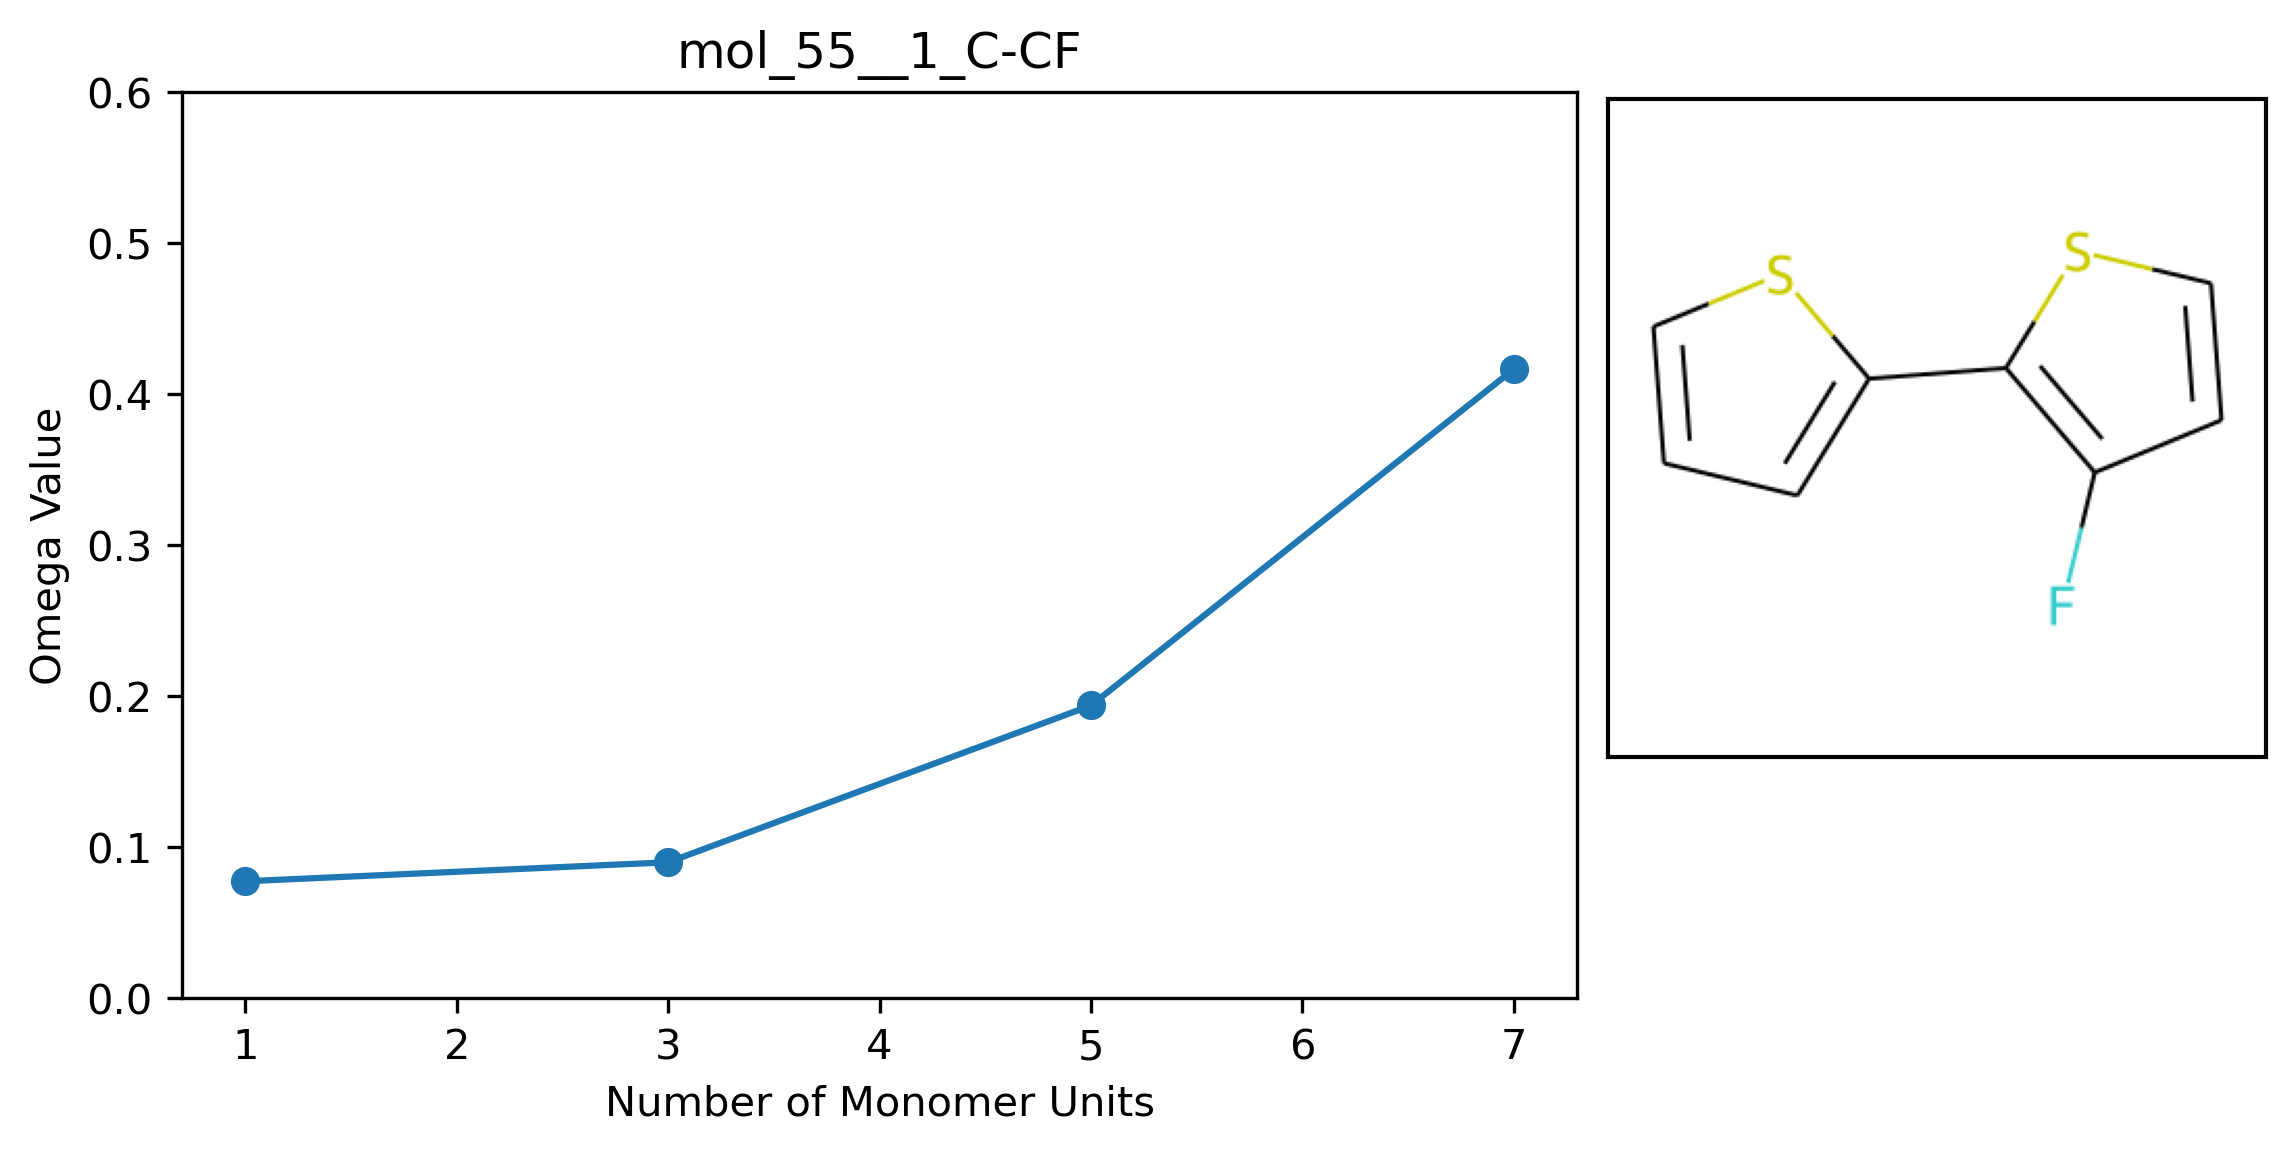 mol_55__1_C-CF
0.6
0.5
0.4
0.3
0.2
0.1
0.0
Omega Value
1 2 3 4 5 6 7
Number of Monomer Units
S
S
F